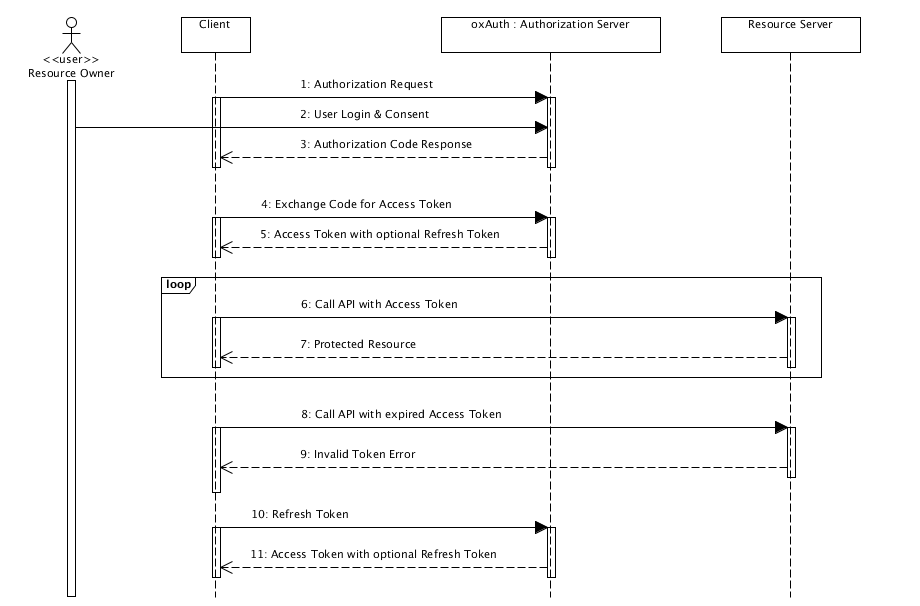 Client
oxAuth : Authorization Server
Resource Server
<<user>>
Resource Owner
1: Authorization Request
2: User Login & Consent
3: Authorization Code Response
4: Exchange Code for Access Token
5: Access Token with optional Refresh Token
loop
6: Call API with Access Token
7: Protected Resource
8: Call API with expired Access Token
9: Invalid Token Error
10: Refresh Token
11: Access Token with optional Refresh Token